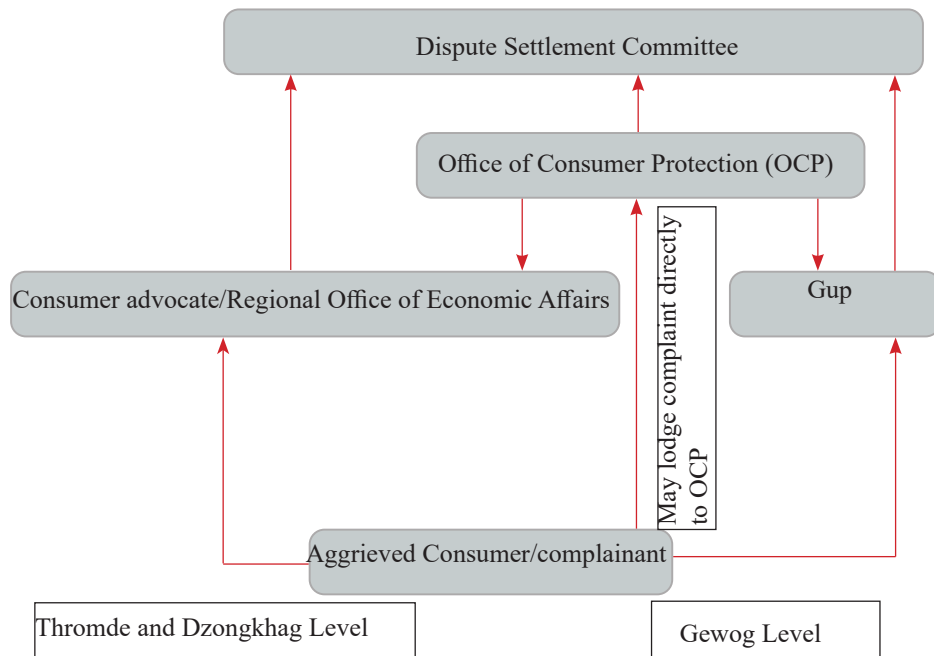 Dispute Settlement Committee
Office of Consumer Protection (OCP)
Consumer advocate/Regional Office of Economic Affairs
Gup
May lodge complaint directly
to OCP
Aggrieved Consumer/complainant
Thromde and Dzongkhag Level
Gewog Level